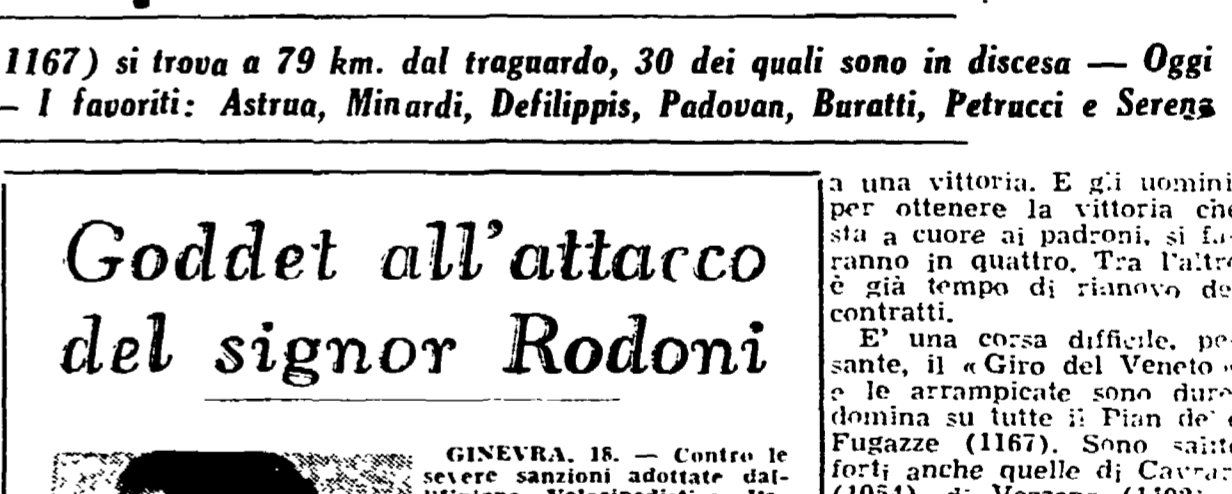 1167) si trova a 79 km. dal traguardo, 30 dei quali sono in discesa — Oggi
— I favoriti: Astrua, Minardi, Defilippis, Padovan, Buratti, Petrucci e Serena
Goddet all'attacco
del signor Rodoni
GINEVRA, 18. — Contro le
severe sanzioni adottate dal-
a una vittoria. E gli uomini
per ottenere la vittoria che
sta a cuore ai padroni, si fa-
ranno in quattro. Tra l'altro
è già tempo di rinnovo dei
contratti.
E' una corsa difficile, pe-
sante, il « Giro del Veneto »
e le arrampicate sono dure
domina su tutte il Pian de
Fugazze (1167). Sono salite
forti anche quelle di